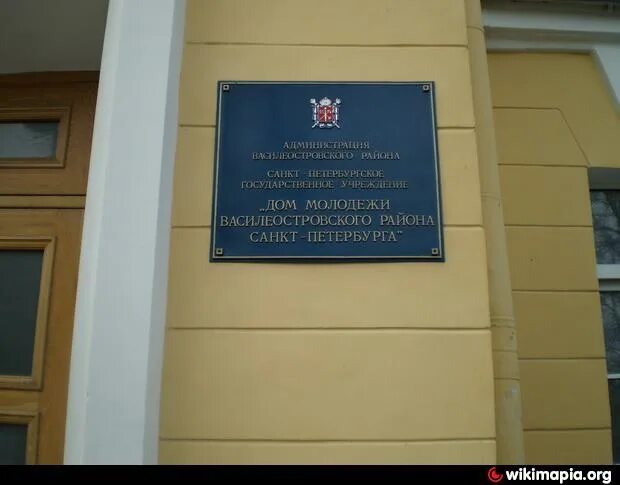 АДМИНИСТРАЦИЯ
ВАСИЛЕОСТРОВСКОГО РАЙОНА
САНКТ-ПЕТЕРБУРГСКОЕ
ГОСУДАРСТВЕННОЕ УЧРЕЖДЕНИЕ
„ДОМ МОЛОДЕЖИ
ВАСИЛЕОСТРОВСКОГО РАЙОНА
САНКТ-ПЕТЕРБУРГА"
wikimapia.org